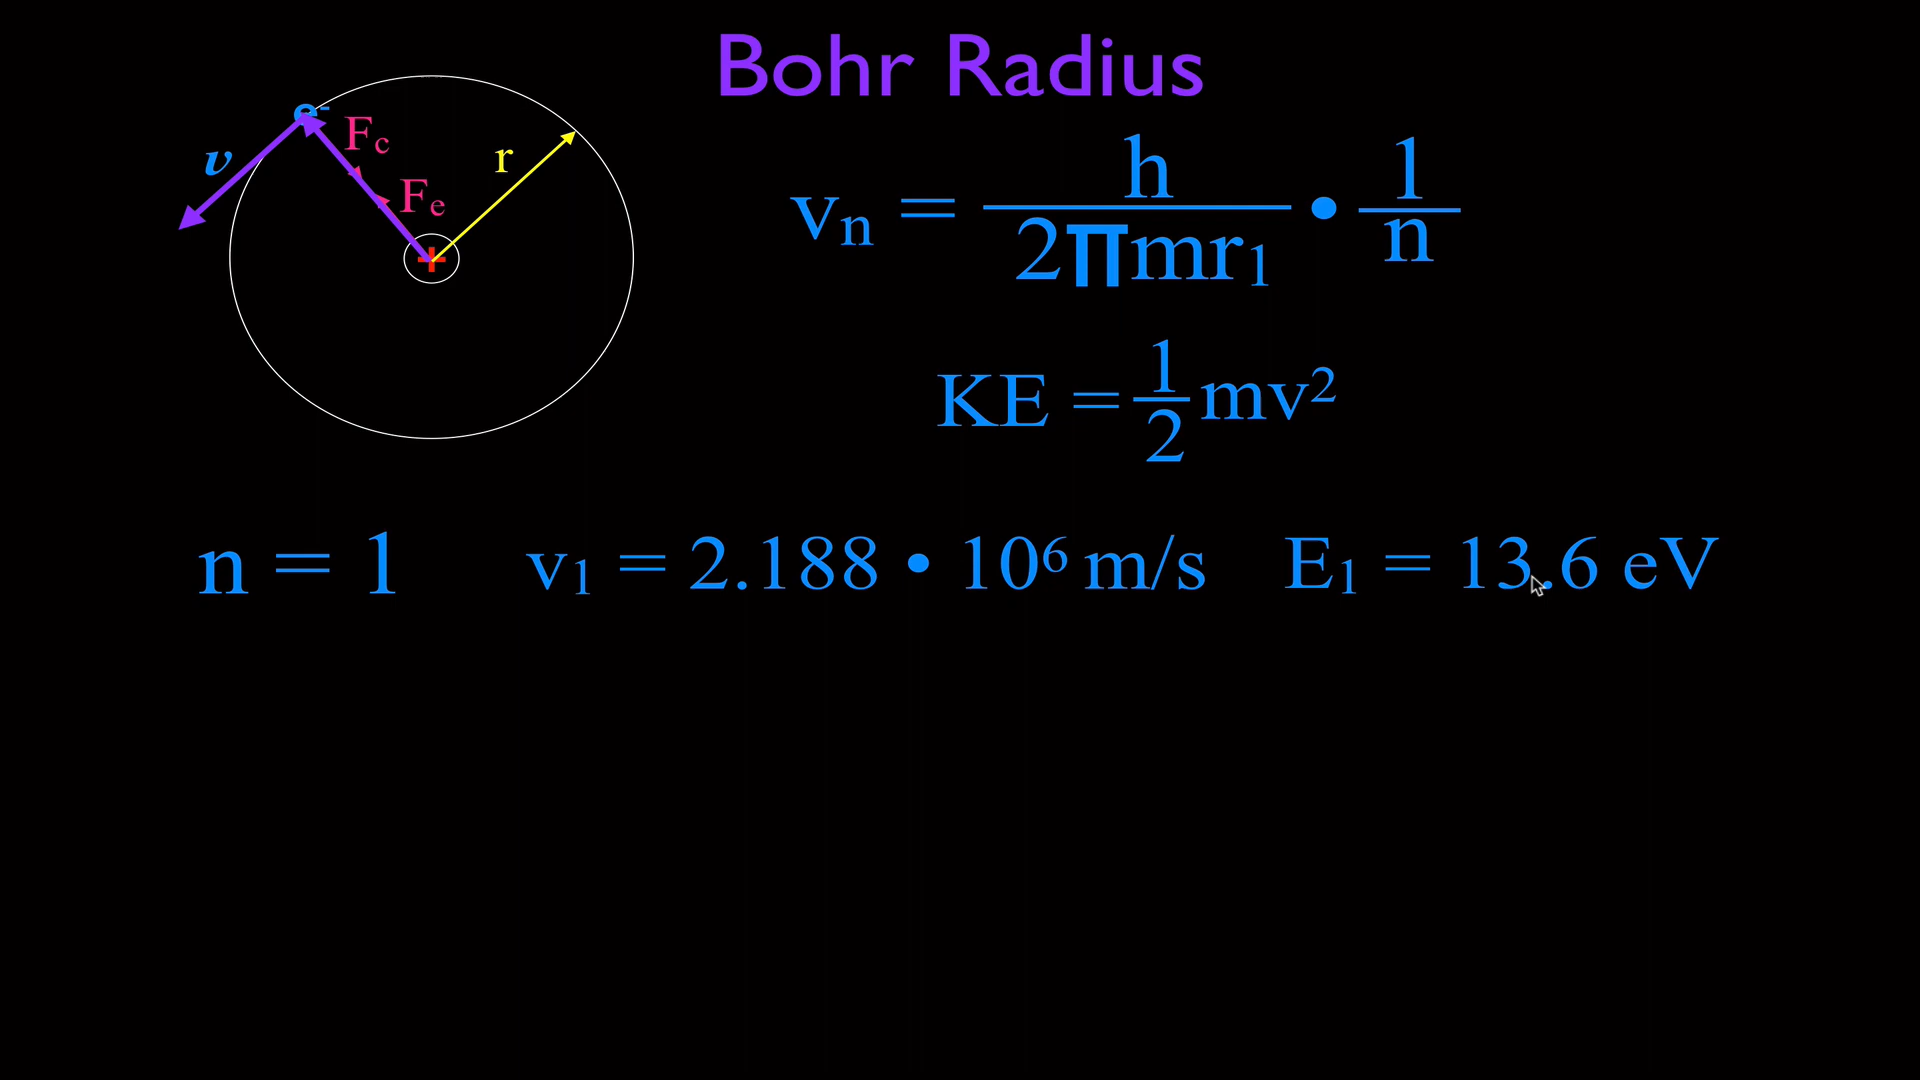 Bohr Radius
e-
Fc
v
r
Fe
+
vn = h / 2πmr1 • 1 / n
KE = 1 / 2 mv²
n = 1 v1 = 2.188 • 10⁶ m/s E1 = 13.6 eV